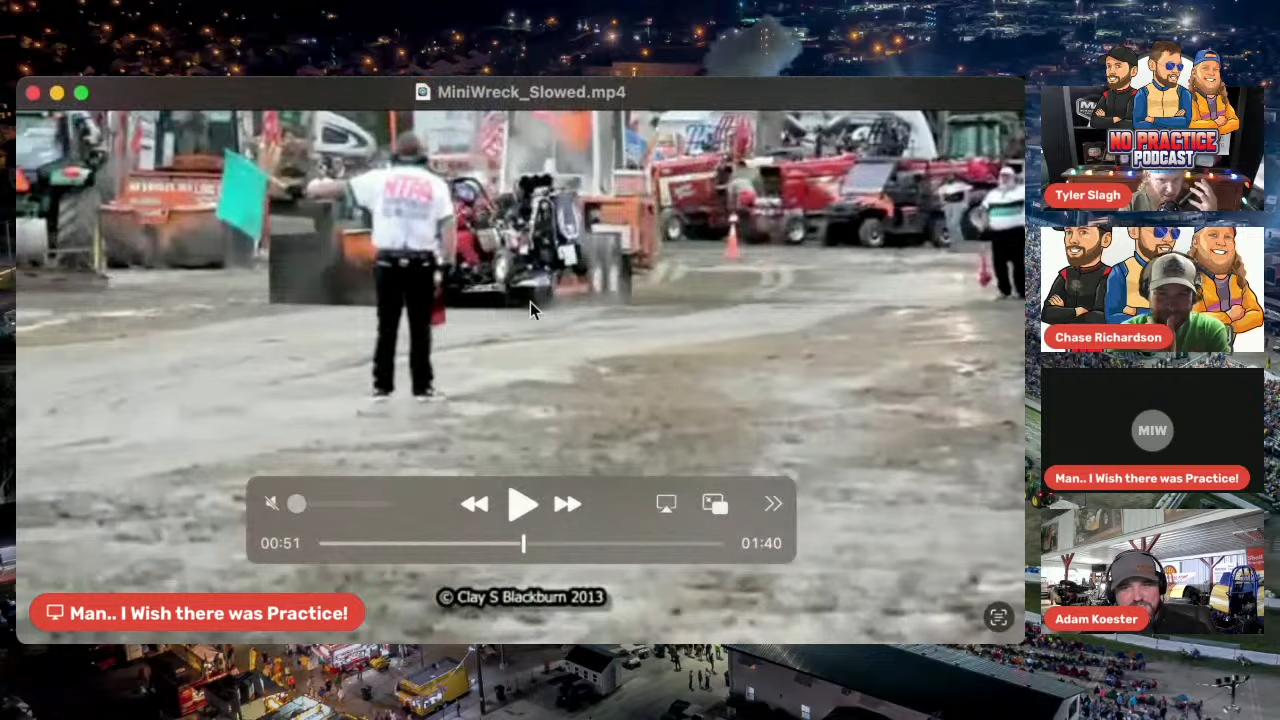 MiniWreck_Slowed.mp4
NTPA
00:51
01:40
© Clay S Blackburn 2013
Man.. I Wish there was Practice!
NO PRACTICE
PODCAST
Tyler Slagh
Chase Richardson
MIW
Man.. I Wish there was Practice!
Adam Koester